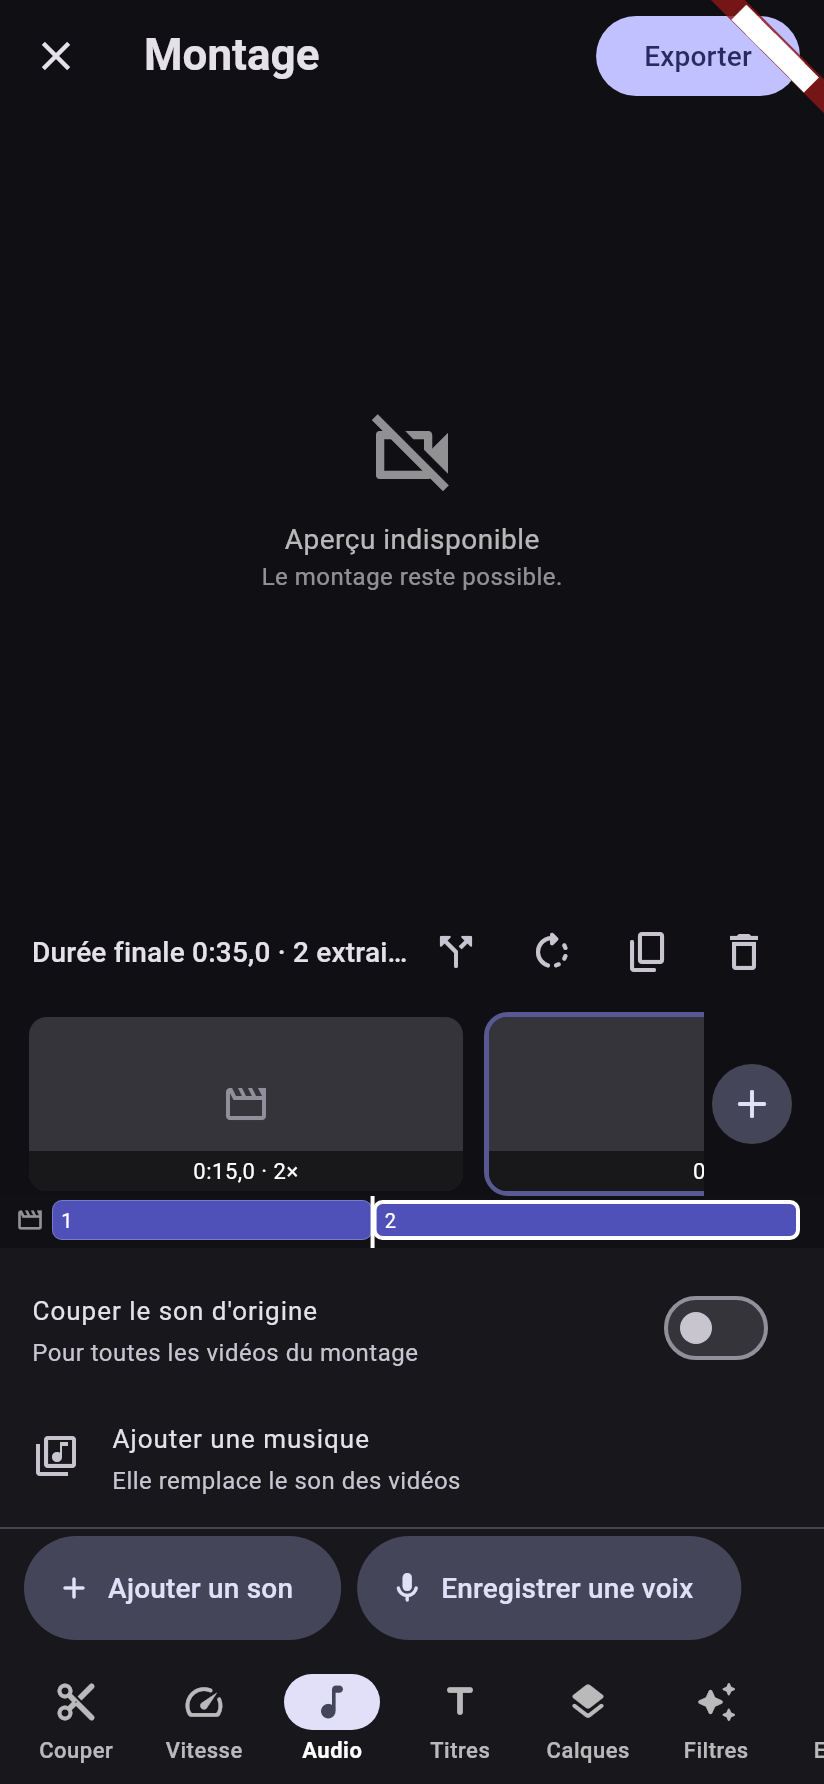 Montage
Exporter
Aperçu indisponible
Le montage reste possible.
Durée finale 0:35,0 · 2 extrai…
0:15,0 · 2×
0
1
2
Couper le son d'origine
Pour toutes les vidéos du montage
Ajouter une musique
Elle remplace le son des vidéos
Ajouter un son
Enregistrer une voix
Couper
Vitesse
Audio
Titres
Calques
Filtres